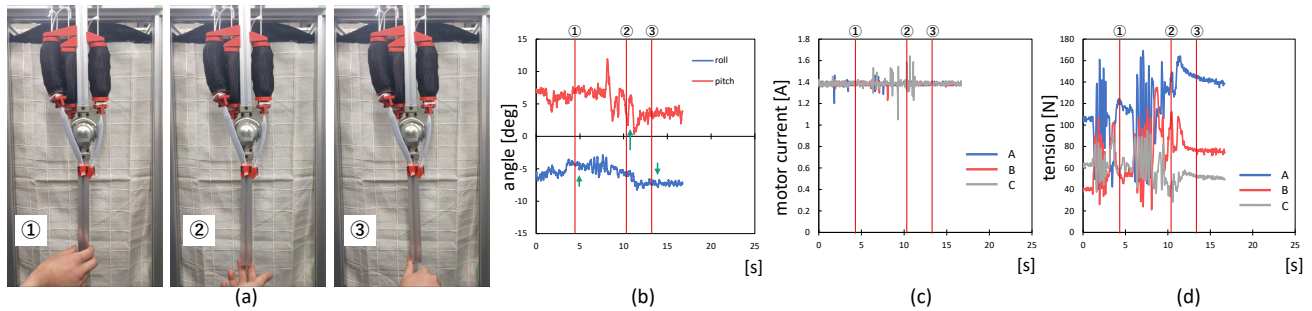 ① ② ③
(a)
① ② ③
15
10
5
0
-5
-10
-15
0 5 10 15 20 25
angle [deg]
roll
pitch
[s]
(b)
① ② ③
1.8
1.6
1.4
1.2
1
0.8
0.6
0.4
0.2
0
0 5 10 15 20 25
motor current [A]
A
B
C
[s]
(c)
① ② ③
180
160
140
120
100
80
60
40
20
0
0 5 10 15 20 25
tension [N]
A
B
C
[s]
(d)